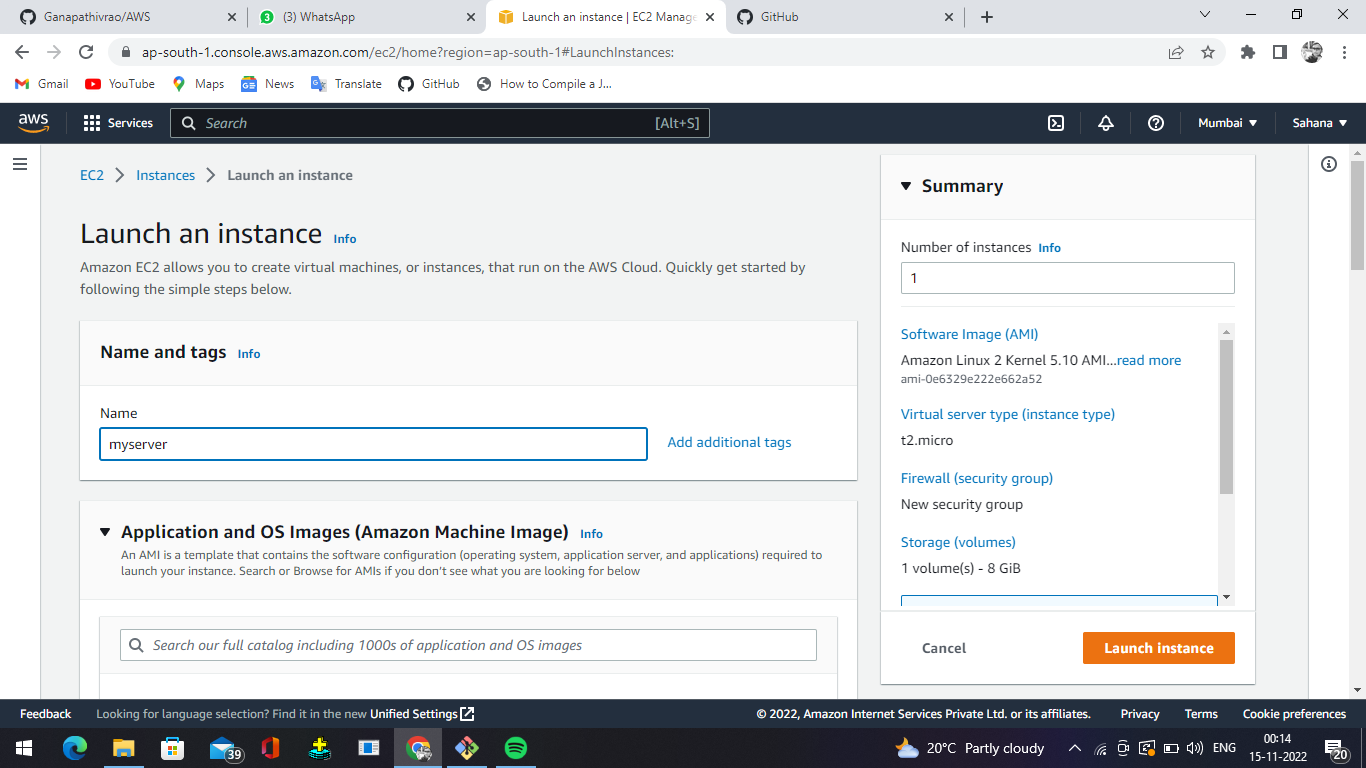 Ganapathivrao/AWS
(3) WhatsApp
Launch an instance | EC2 Manage
GitHub
ap-south-1.console.aws.amazon.com/ec2/home?region=ap-south-1#LaunchInstances:
Gmail YouTube Maps News Translate GitHub How to Compile a J...
aws Services Search [Alt+S] Mumbai Sahana
EC2 Instances Launch an instance
Launch an instance Info
Amazon EC2 allows you to create virtual machines, or instances, that run on the AWS Cloud. Quickly get started by
following the simple steps below.
Name and tags Info
Name
myserver
Add additional tags
Application and OS Images (Amazon Machine Image) Info
An AMI is a template that contains the software configuration (operating system, application server, and applications) required to
launch your instance. Search or Browse for AMIs if you don't see what you are looking for below
Search our full catalog including 1000s of application and OS images
Summary
Number of instances Info
1
Software Image (AMI)
Amazon Linux 2 Kernel 5.10 AMI...read more
ami-0e6329e222e662a52
Virtual server type (instance type)
t2.micro
Firewall (security group)
New security group
Storage (volumes)
1 volume(s) - 8 GiB
Cancel Launch instance
Feedback Looking for language selection? Find it in the new Unified Settings © 2022, Amazon Internet Services Private Ltd. or its affiliates. Privacy Terms Cookie preferences
39 20°C Partly cloudy ENG 00:14
15-11-2022 20